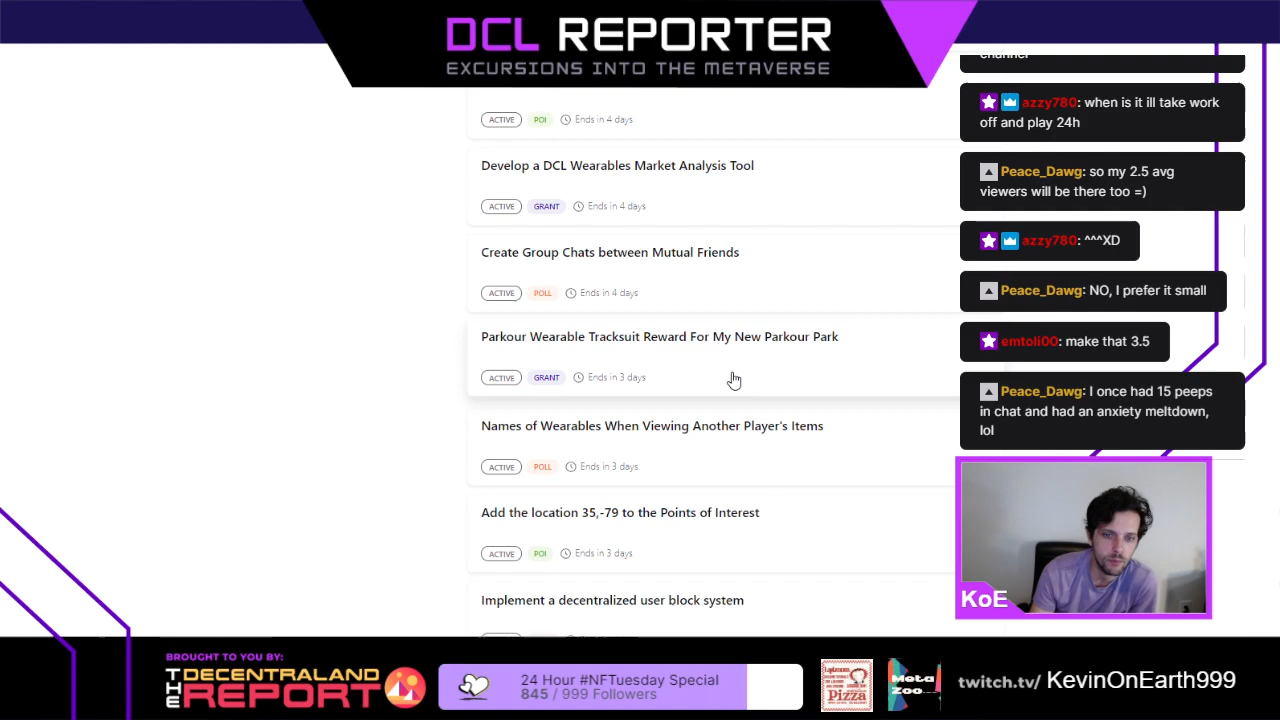 DCL REPORTER
EXCURSIONS INTO THE METAVERSE
ACTIVE POI Ends in 4 days
Develop a DCL Wearables Market Analysis Tool
ACTIVE GRANT Ends in 4 days
Create Group Chats between Mutual Friends
ACTIVE POLL Ends in 4 days
Parkour Wearable Tracksuit Reward For My New Parkour Park
ACTIVE GRANT Ends in 3 days
Names of Wearables When Viewing Another Player's Items
ACTIVE POLL Ends in 3 days
Add the location 35,-79 to the Points of Interest
ACTIVE POI Ends in 3 days
Implement a decentralized user block system
channel
azzy780: when is it ill take work
off and play 24h
Peace_Dawg: so my 2.5 avg
viewers will be there too =)
azzy780: ^^^XD
Peace_Dawg: NO, I prefer it small
emtoli00: make that 3.5
Peace_Dawg: I once had 15 peeps
in chat and had an anxiety meltdown,
lol
KoE
BROUGHT TO YOU BY:
THE DECENTRALAND
REPORT
24 Hour #NFTuesday Special
845 / 999 Followers
Pizza
Meta
Zoo...
twitch.tv/ KevinOnEarth999